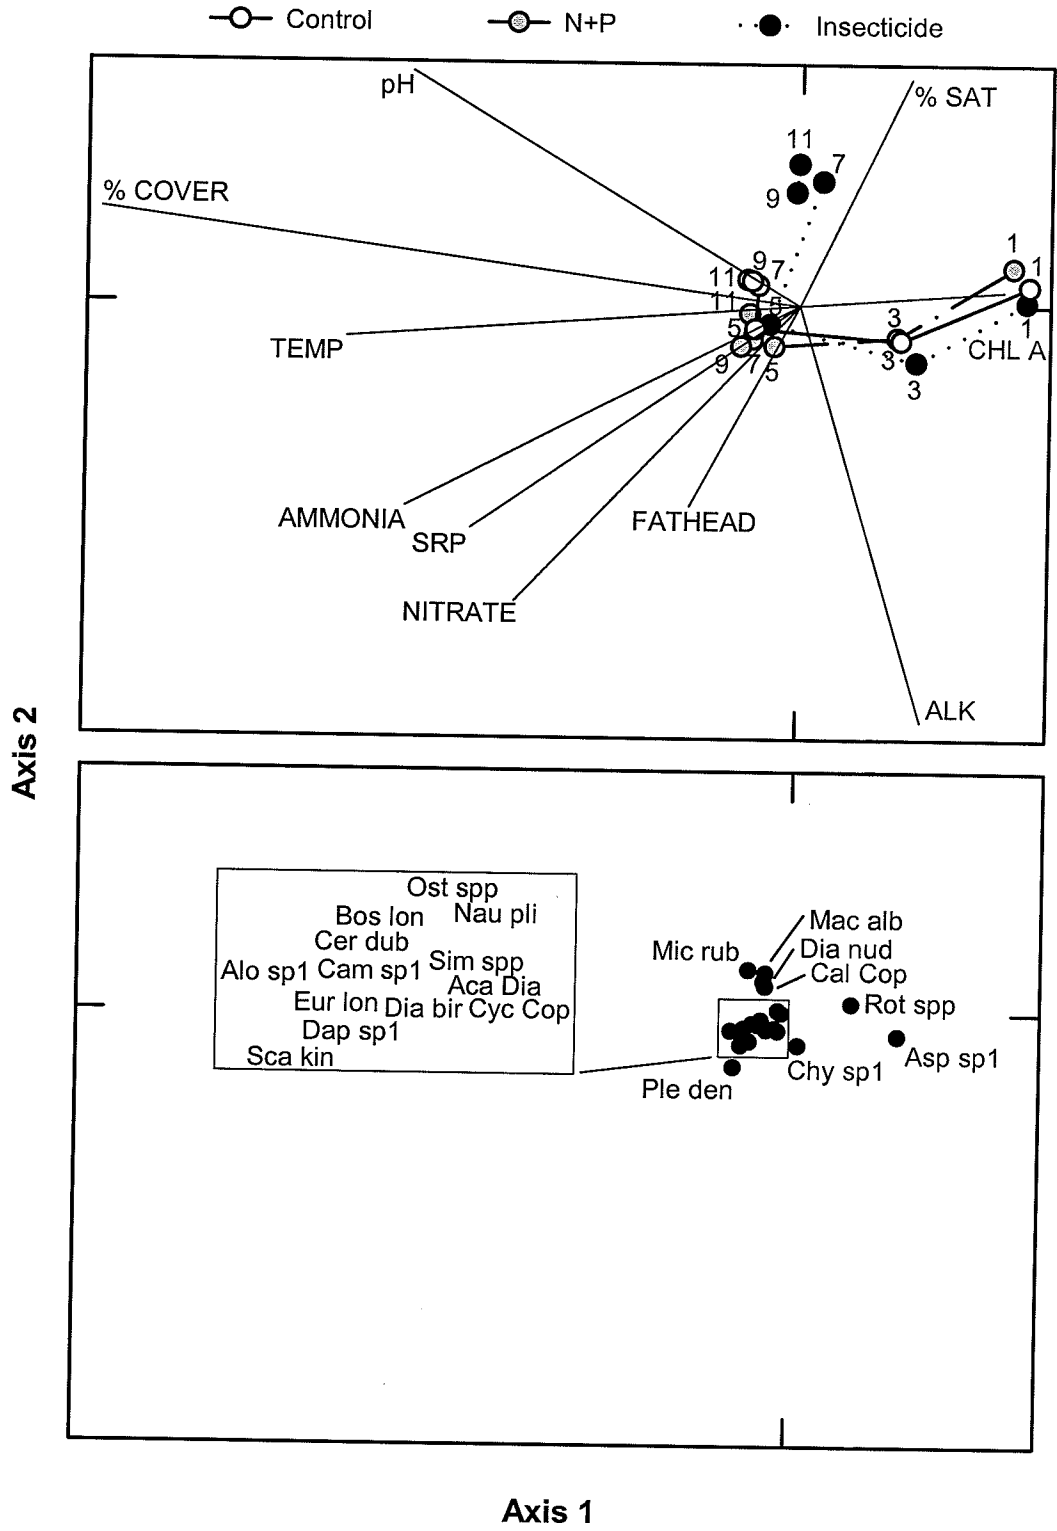 Control N+P Insecticide
pH
% SAT
11
7
% COVER
9
1
9
7
1
11
11
5
3
5
TEMP
1
CHL A
9
7
5
3
3
AMMONIA
FATHEAD
SRP
NITRATE
ALK
Axis 2
Ost spp
Bos lon
Nau pli
Mac alb
Cer dub
Mic rub
Dia nud
Alo sp1
Cam sp1
Sim spp
Cal Cop
Aca Dia
Eur lon
Dia bir
Cyc Cop
Rot spp
Dap sp1
Sca kin
Asp sp1
Chy sp1
Ple den
Axis 1